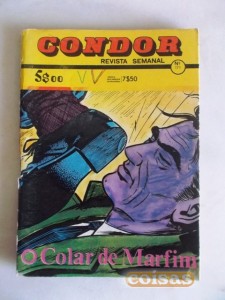 CONDOR
REVISTA SEMANAL
5$00
7$50
O Colar de Marfim
coisas